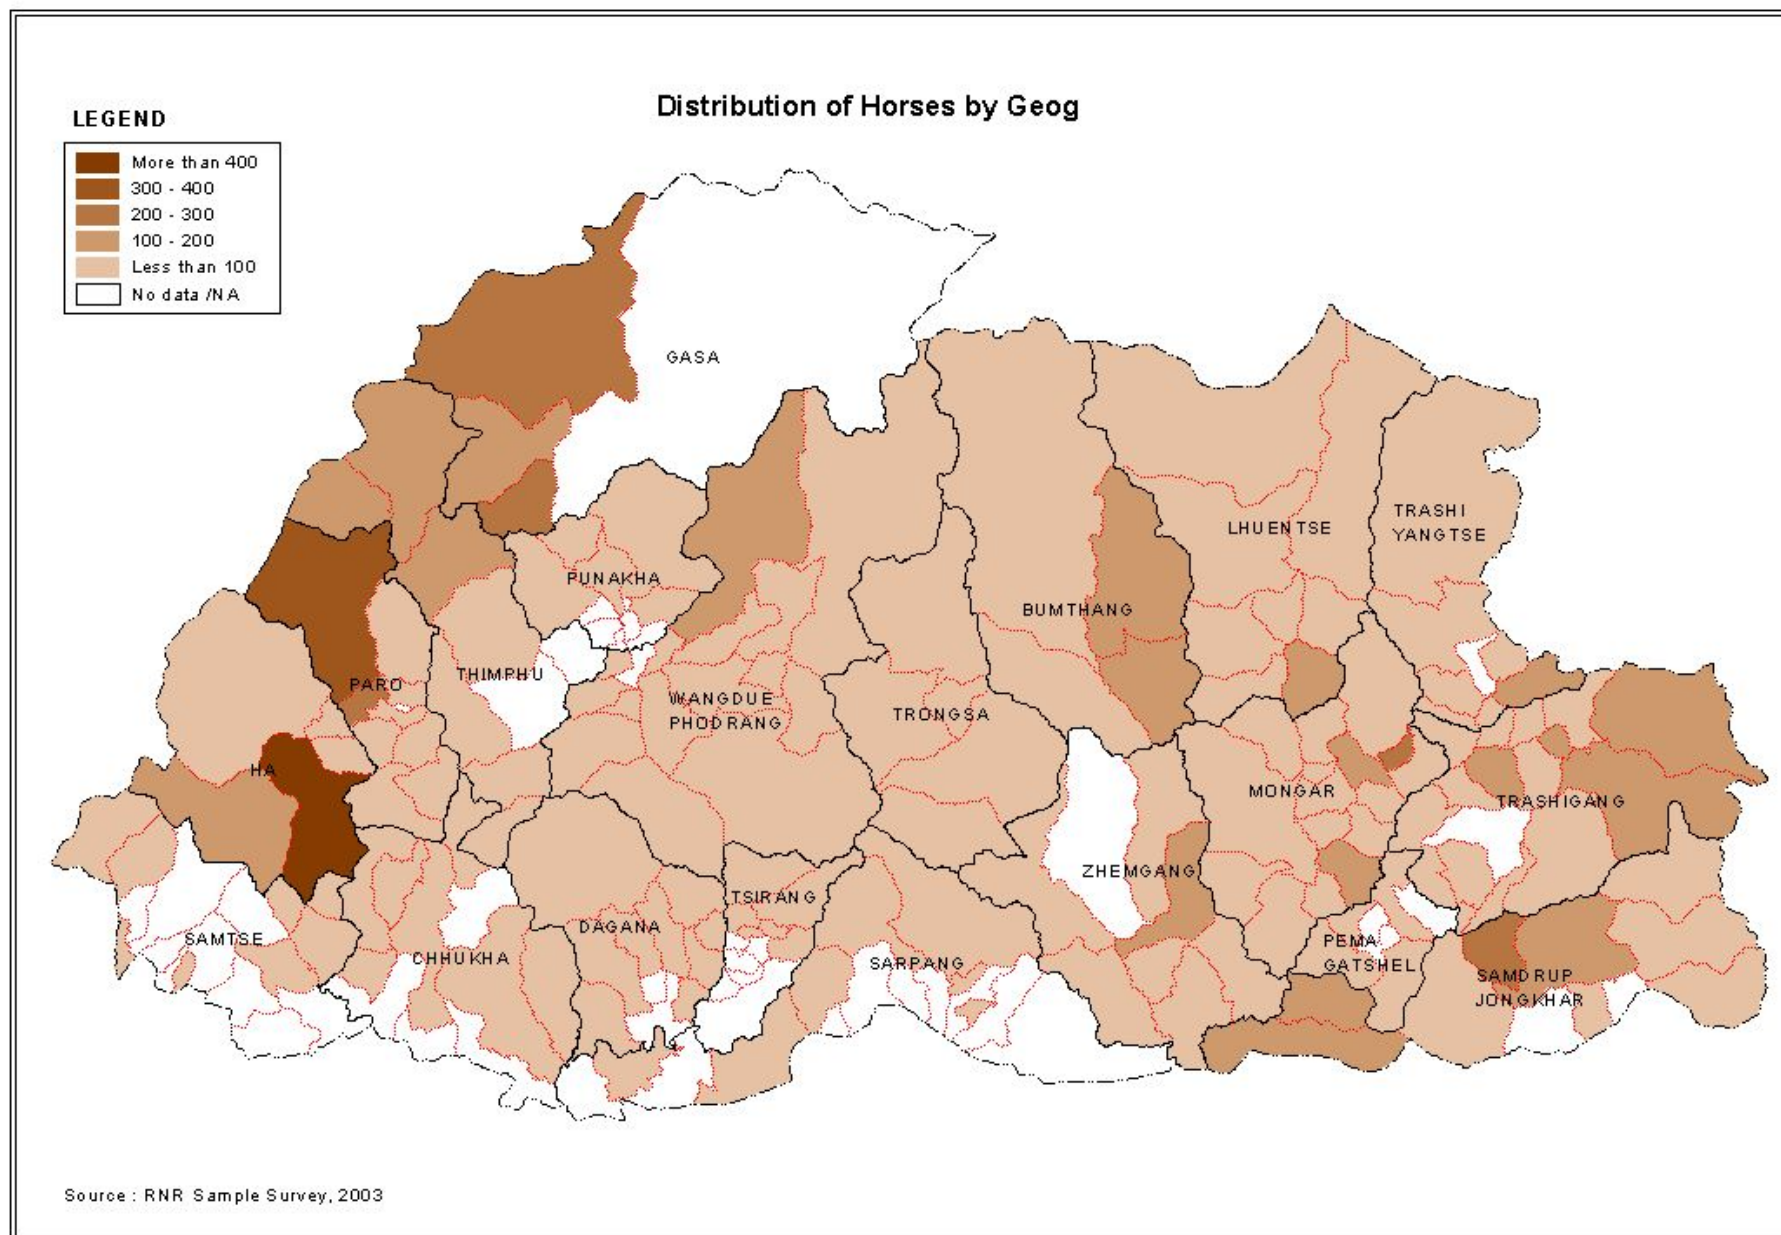 Distribution of Horses by Geog
LEGEND
More than 400
300 - 400
200 - 300
100 - 200
Less than 100
No data /NA
GASA
LHUENTSE
TRASHI
YANGTSE
PUNAKHA
BUMTHANG
THIMPHU
PARO
WANGDUE
PHODRANG
TRONGSA
HA
MONGAR
TRASHIGANG
ZHEMGANG
TSIRANG
DAGANA
SAMTSE
CHHUKHA
SARPANG
PEMA
GATSHEL
SAMDRUP
JONGKHAR
Source : RNR Sample Survey, 2003